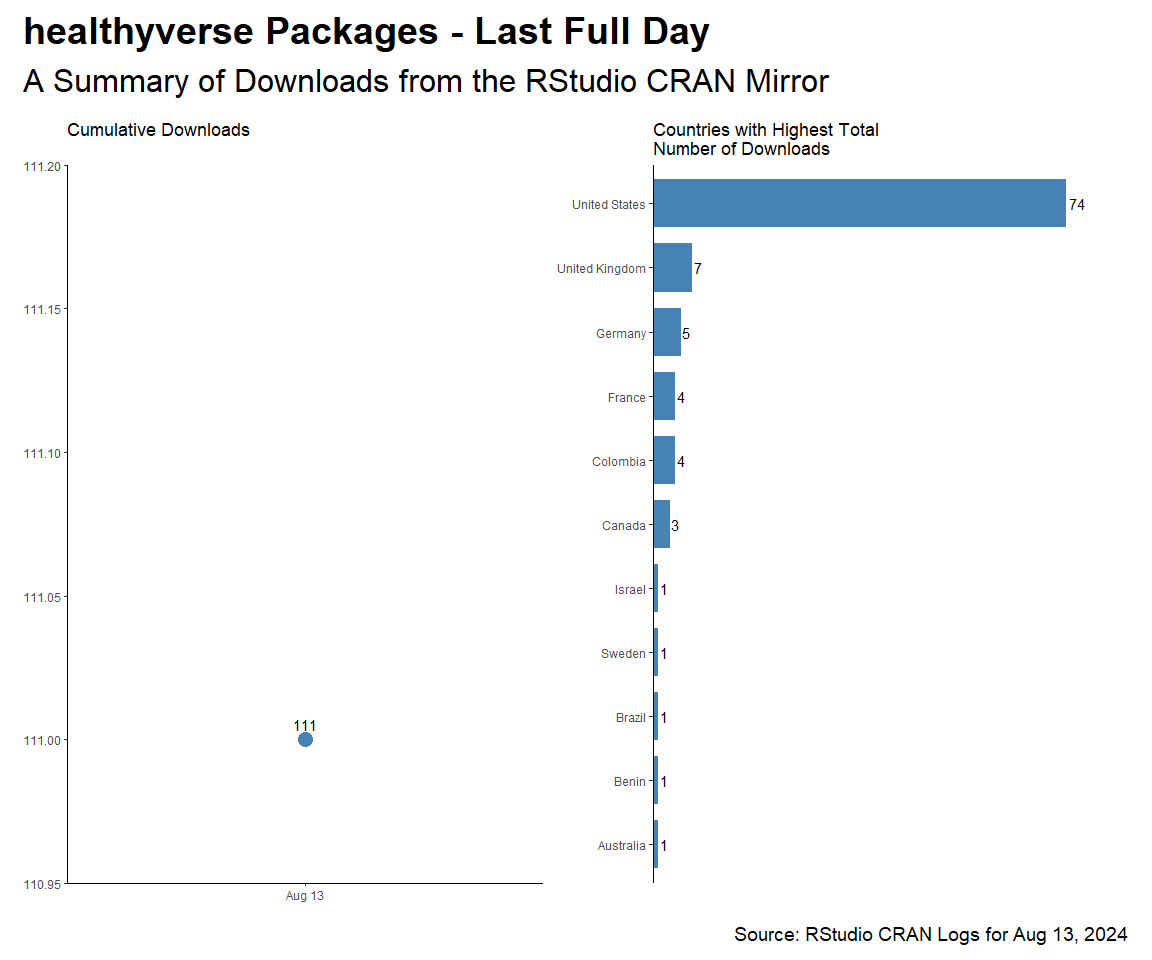 healthyverse Packages - Last Full Day
A Summary of Downloads from the RStudio CRAN Mirror
Cumulative Downloads
111.20
111.15
111.10
111.05
111.00
110.95
111
Aug 13
Countries with Highest Total
Number of Downloads
United States 74
United Kingdom 7
Germany 5
France 4
Colombia 4
Canada 3
Israel 1
Sweden 1
Brazil 1
Benin 1
Australia 1
Source: RStudio CRAN Logs for Aug 13, 2024